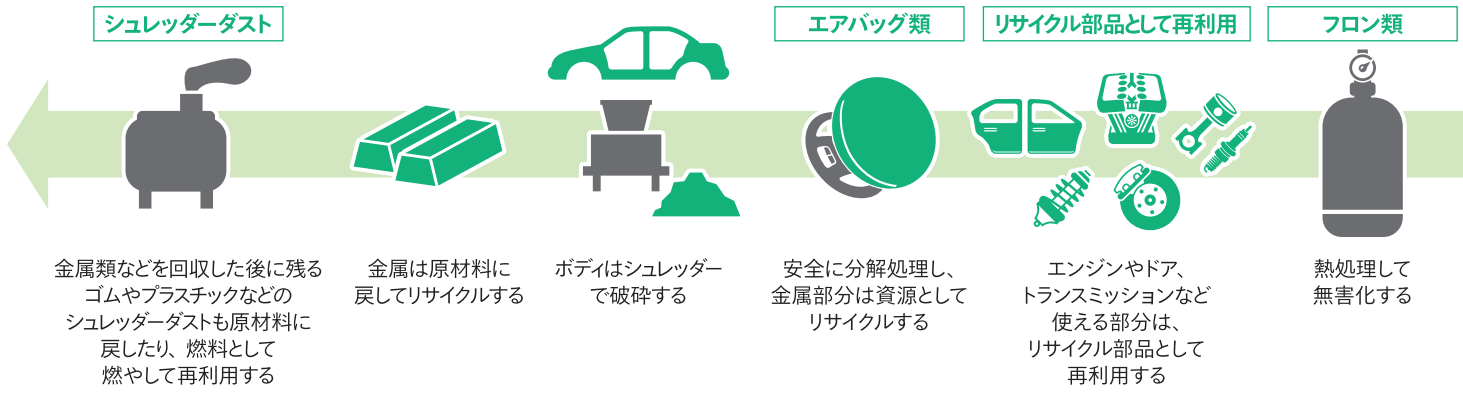 シュレッダーダスト
金属類などを回収した後に残る
ゴムやプラスチックなどの
シュレッダーダストも原材料に
戻したり、燃料として
燃やして再利用する
金属は原材料に
戻してリサイクルする
ボディはシュレッダー
で破砕する
エアバッグ類
安全に分解処理し、
金属部分は資源として
リサイクルする
リサイクル部品として再利用
エンジンやドア、
トランスミッションなど
使える部分は、
リサイクル部品として
再利用する
フロン類
熱処理して
無害化する